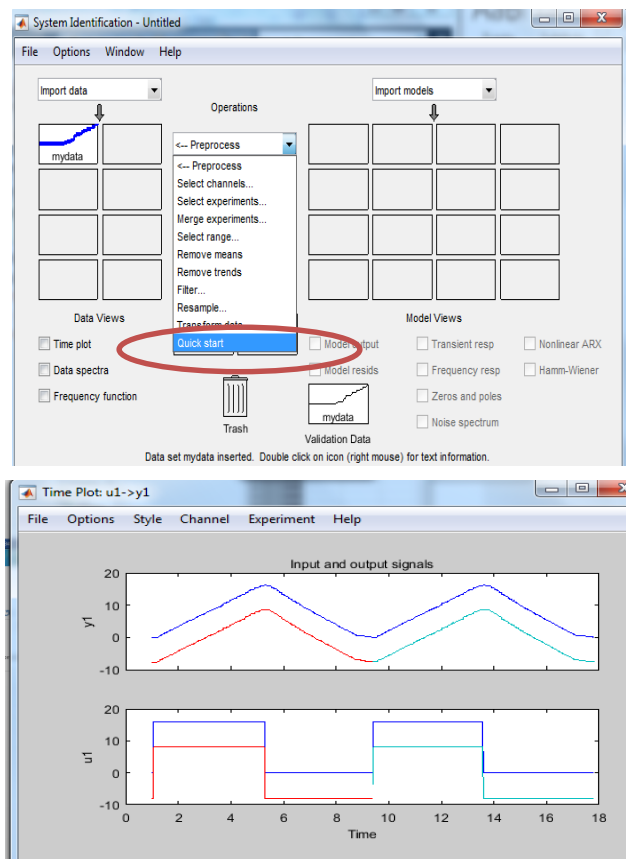 System Identification - Untitled
File Options Window Help
Import data
Import models
Operations
mydata
<-- Preprocess
<-- Preprocess
Select channels...
Select experiments...
Merge experiments...
Select range...
Remove means
Remove trends
Filter...
Resample...
Transform data...
Quick start
Data Views
Model Views
Time plot
Model output
Transient resp
Nonlinear ARX
Data spectra
Model resids
Frequency resp
Hamm-Wiener
Frequency function
Zeros and poles
Trash
mydata
Noise spectrum
Validation Data
Data set mydata inserted. Double click on icon (right mouse) for text information.
Time Plot: u1->y1
File Options Style Channel Experiment Help
Input and output signals
20
10
0
-10
y1
20
10
0
-10
u1
0 2 4 6 8 10 12 14 16 18
Time